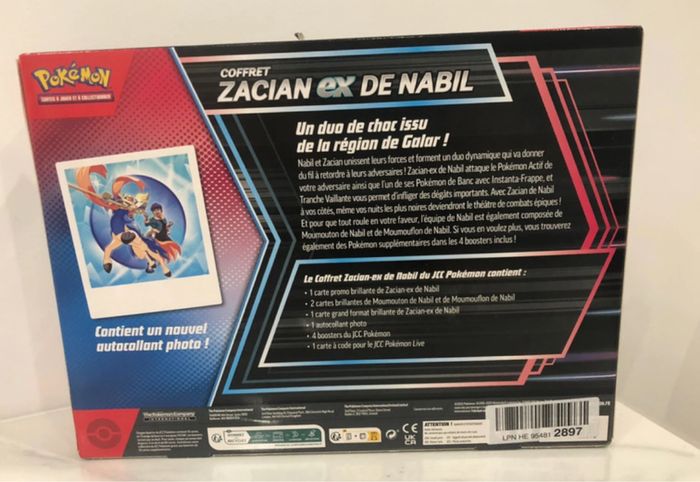 Pokémon
CARTES À JOUER ET À COLLECTIONNER
COFFRET
ZACIAN ex DE NABIL
Un duo de choc issu
de la région de Galar !
Nabil et Zacian unissent leurs forces et forment un duo dynamique qui va donner
du fil à retordre à leurs adversaires ! Zacian-ex de Nabil attaque le Pokémon Actif de
votre adversaire ainsi que l'un de ses Pokémon de Banc avec Instanta-Frappe, et
Tranche Vaillante vous permet d'infliger des dégâts importants. Avec Zacian de Nabil
à vos côtés, même vos nuits les plus noires deviendront le théâtre de combats épiques !
Et pour que tout roule en votre faveur, l'équipe de Nabil est également composée de
Moumouton de Nabil et de Moumouflon de Nabil. Si vous en voulez plus, vous trouverez
également des Pokémon supplémentaires dans les 4 boosters inclus !
Contient un nouvel
autocollant photo !
Le Coffret Zacian-ex de Nabil du JCC Pokémon contient :
• 1 carte promo brillante de Zacian-ex de Nabil
• 2 cartes brillantes de Moumouton de Nabil et de Moumouflon de Nabil
• 1 carte grand format brillante de Zacian-ex de Nabil
• 1 autocollant photo
• 4 boosters du JCC Pokémon
• 1 carte à code pour le JCC Pokémon Live
The Pokémon Company
INTERNATIONAL
ATTENTION !
UK
CA
LPN HE 95481 2897